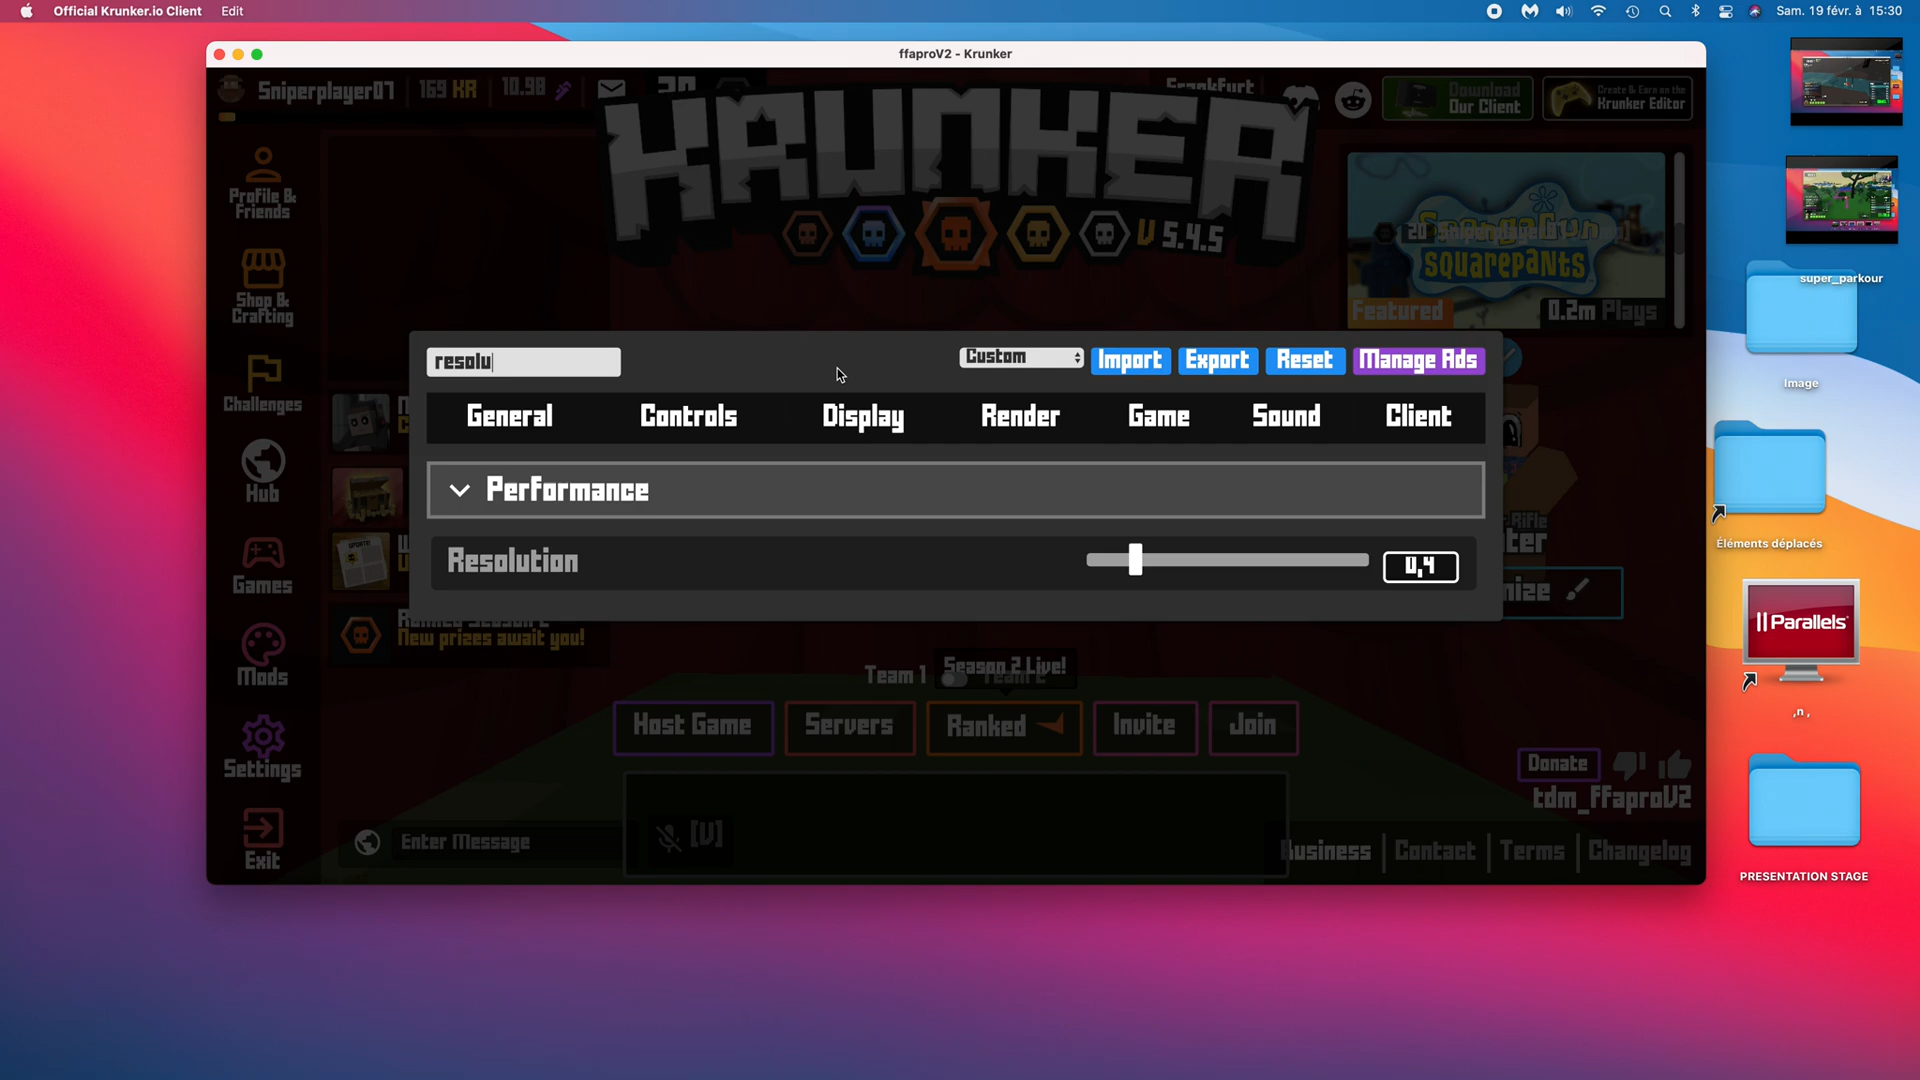 Official Krunker.io Client Edit
Sam. 19 févr. à 15:30
ffaproV2 - Krunker
Sniperplayer07 169 KR 10.98
Frankfurt
Download
Our Client
Create & Earn on the
Krunker Editor
KRUNKER
V 5.4.5
Profile &
Friends
Shop &
Crafting
Challenges
Hub
Games
Mods
Settings
Exit
SpongeGun
SquarePants
Featured
0.2m Plays
resolu
Custom
Import
Export
Reset
Manage Ads
General
Controls
Display
Render
Game
Sound
Client
Performance
Resolution
0,4
Ranked Season 2
New prizes await you!
Team 1
Season 2 Live!
Team 2
Host Game
Servers
Ranked
Invite
Join
Enter Message
[V]
Donate
tdm_ffaproV2
Business
Contact
Terms
Changelog
super_parkour
Image
Éléments déplacés
Parallels
,n ,
PRESENTATION STAGE